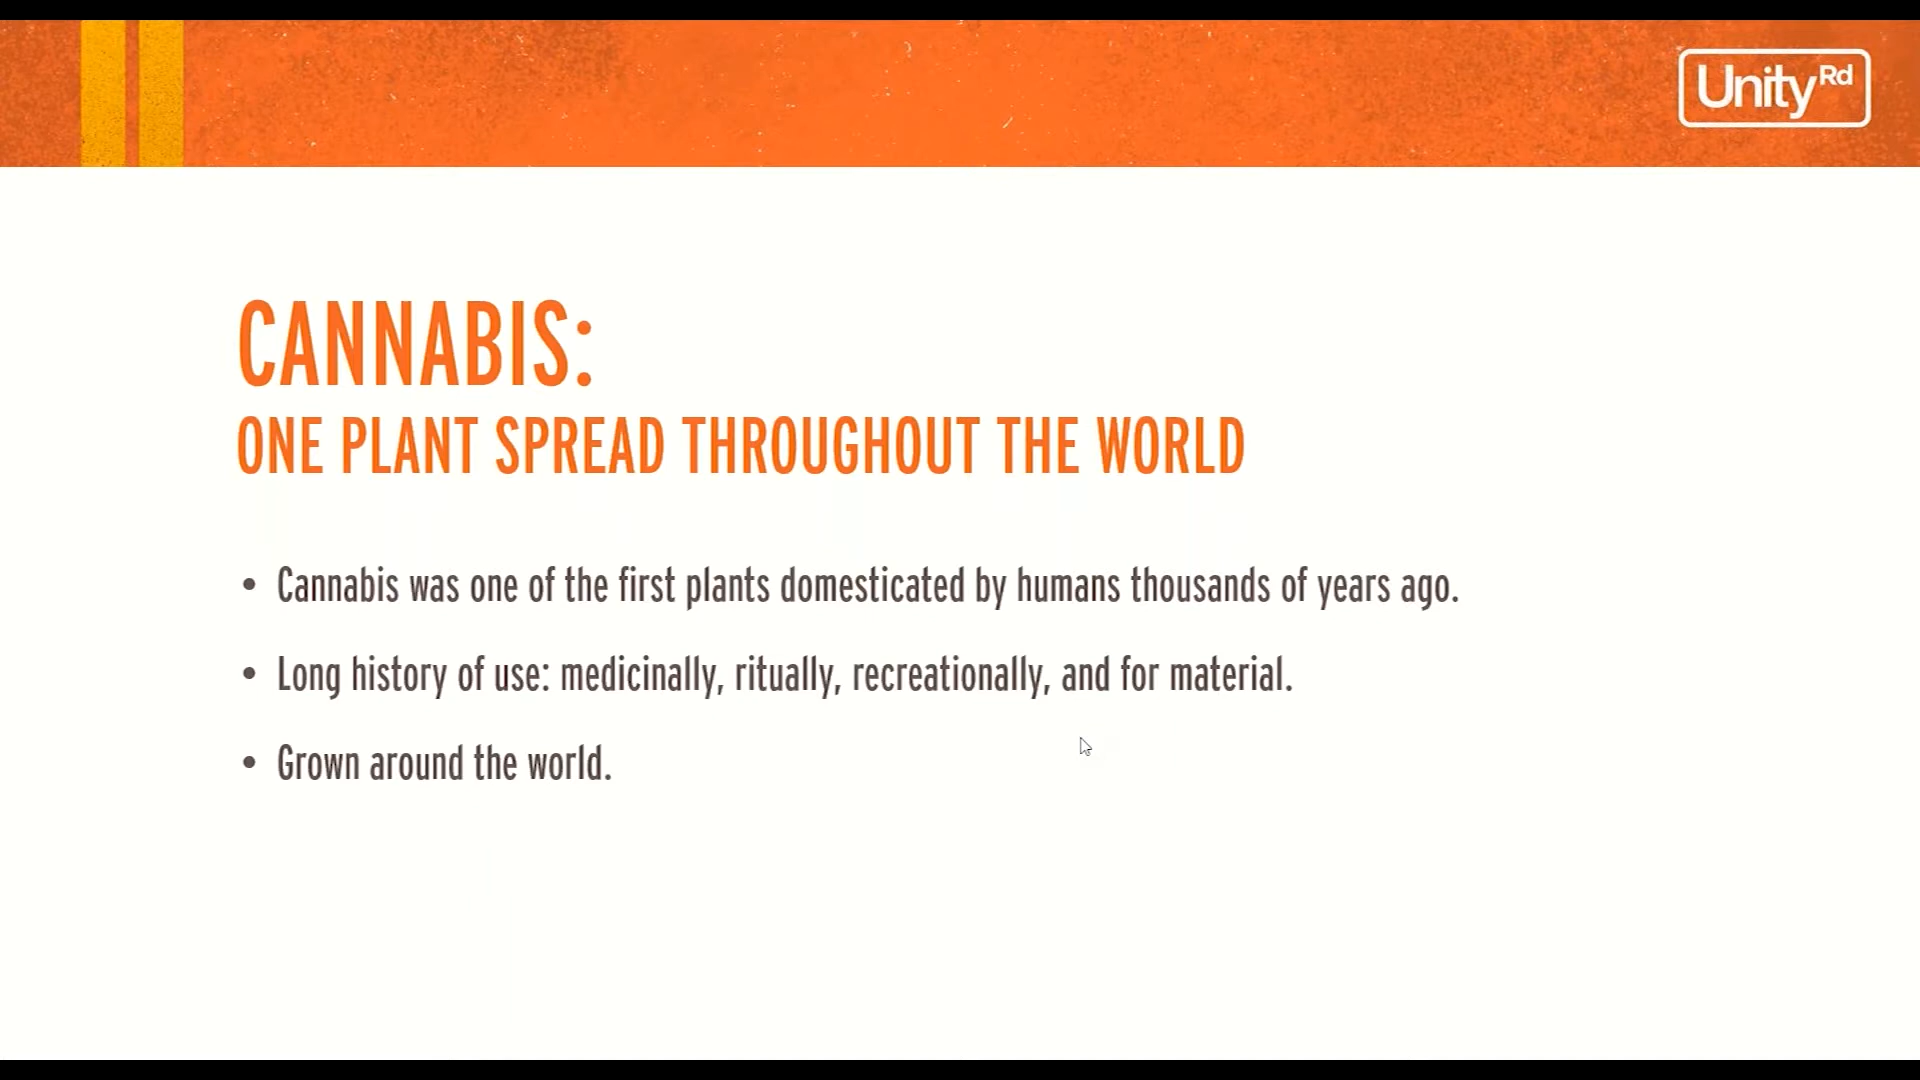 Unity Rd
CANNABIS:
ONE PLANT SPREAD THROUGHOUT THE WORLD
• Cannabis was one of the first plants domesticated by humans thousands of years ago.
• Long history of use: medicinally, ritually, recreationally, and for material.
• Grown around the world.